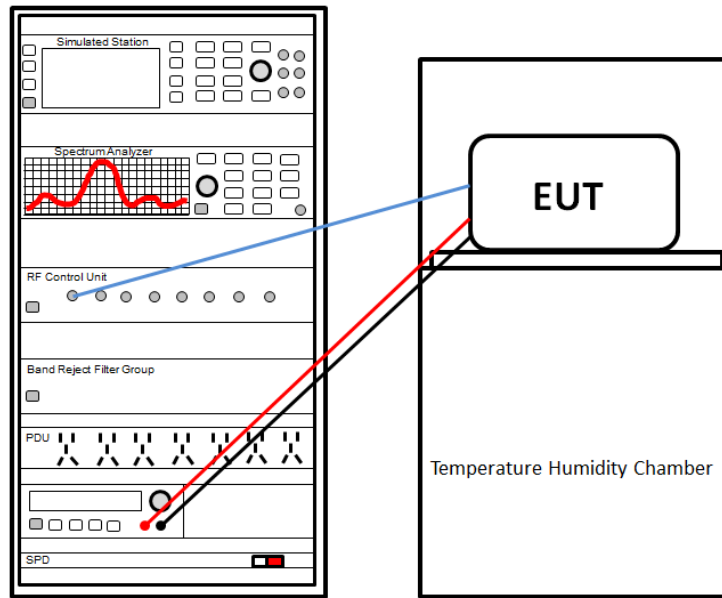 Simulated Station
Spectrum Analyzer
RF Control Unit
Band Reject Filter Group
PDU
SPD
EUT
Temperature Humidity Chamber